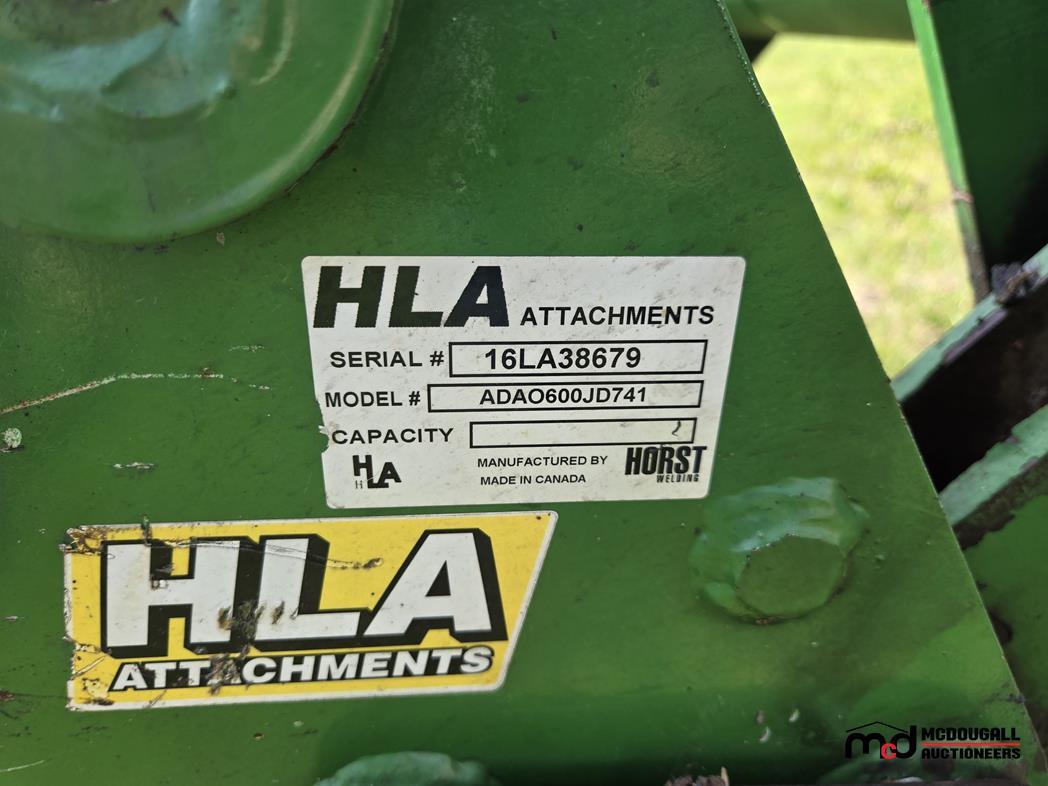 HLA ATTACHMENTS
SERIAL # 16LA38679
MODEL # ADAO600JD741
CAPACITY
HLA
H
MANUFACTURED BY HORST
WELDING
MADE IN CANADA
HLA
ATTACHMENTS
mcd MCDOUGALL
AUCTIONEERS